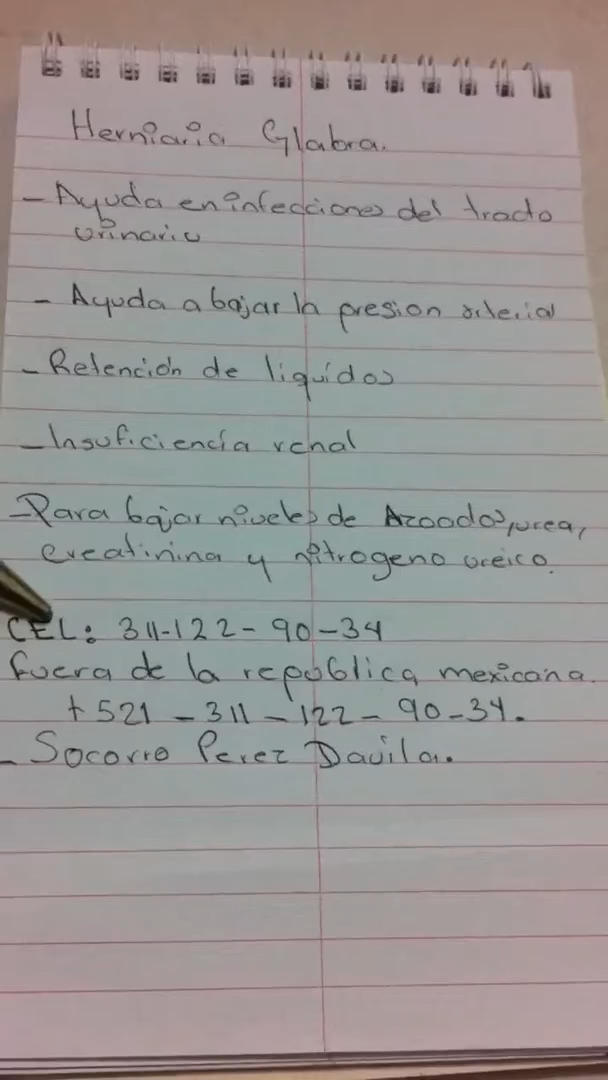 Herniaria Glabra.
- Ayuda en infecciones del tracto
urinario
- Ayuda a bajar la presion arterial
- Retención de liquidos
- Insuficiencia renal
- Para bajar niveles de Azoados, urea,
creatinina y nitrogeno ureico.
CEL: 311-122-90-34
fuera de la republica mexicana.
+521-311-122-90-34.
- Socorro Perez Davila.